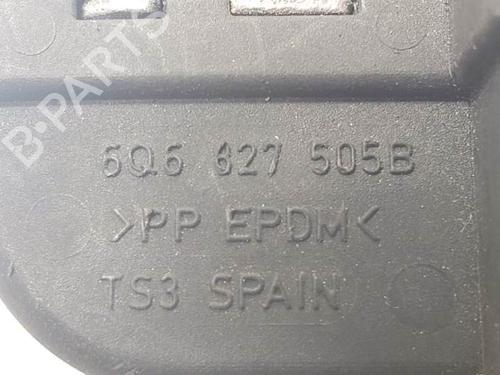 B-PARTS
6Q6 827 505B
>PP EPDM<
TS3 SPAIN